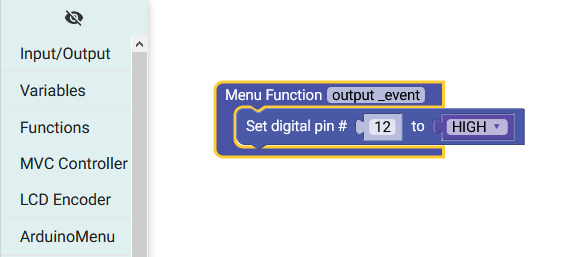 Input/Output
Variables
Functions
MVC Controller
LCD Encoder
ArduinoMenu
Menu Function output _event
Set digital pin # 12 to HIGH